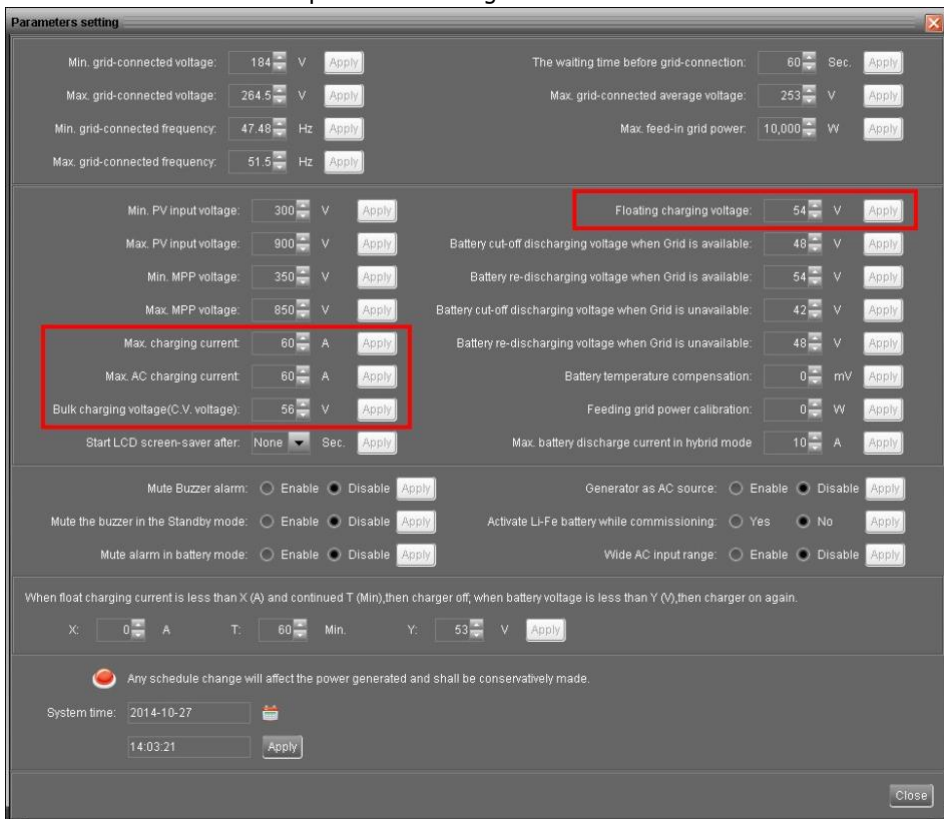 Parameters setting
Min. grid-connected voltage: 184 V Apply
The waiting time before grid-connection: 60 Sec. Apply
Max. grid-connected voltage: 264.5 V Apply
Max. grid-connected average voltage: 253 V Apply
Min. grid-connected frequency: 47.48 Hz Apply
Max. feed-in grid power: 10,000 W Apply
Max. grid-connected frequency: 51.5 Hz Apply
Min. PV input voltage: 300 V Apply
Floating charging voltage: 54 V Apply
Max. PV input voltage: 900 V Apply
Battery cut-off discharging voltage when Grid is available: 48 V Apply
Min. MPP voltage: 350 V Apply
Battery re-discharging voltage when Grid is available: 54 V Apply
Max. MPP voltage: 850 V Apply
Battery cut-off discharging voltage when Grid is unavailable: 42 V Apply
Max. charging current: 60 A Apply
Battery re-discharging voltage when Grid is unavailable: 48 V Apply
Max. AC charging current: 60 A Apply
Battery temperature compensation: 0 mV Apply
Bulk charging voltage(C.V. voltage): 56 V Apply
Feeding grid power calibration: 0 W Apply
Start LCD screen-saver after: None Sec. Apply
Max. battery discharge current in hybrid mode 10 A Apply
Mute Buzzer alarm: Enable Disable Apply
Generator as AC source: Enable Disable Apply
Mute the buzzer in the Standby mode: Enable Disable Apply
Activate Li-Fe battery while commissioning: Yes No Apply
Mute alarm in battery mode: Enable Disable Apply
Wide AC input range: Enable Disable Apply
When float charging current is less than X (A) and continued T (Min),then charger off, when battery voltage is less than Y (V),then charger on again.
X: 0 A T: 60 Min. Y: 53 V Apply
Any schedule change will affect the power generated and shall be conservatively made.
System time: 2014-10-27
14:03:21 Apply
Close